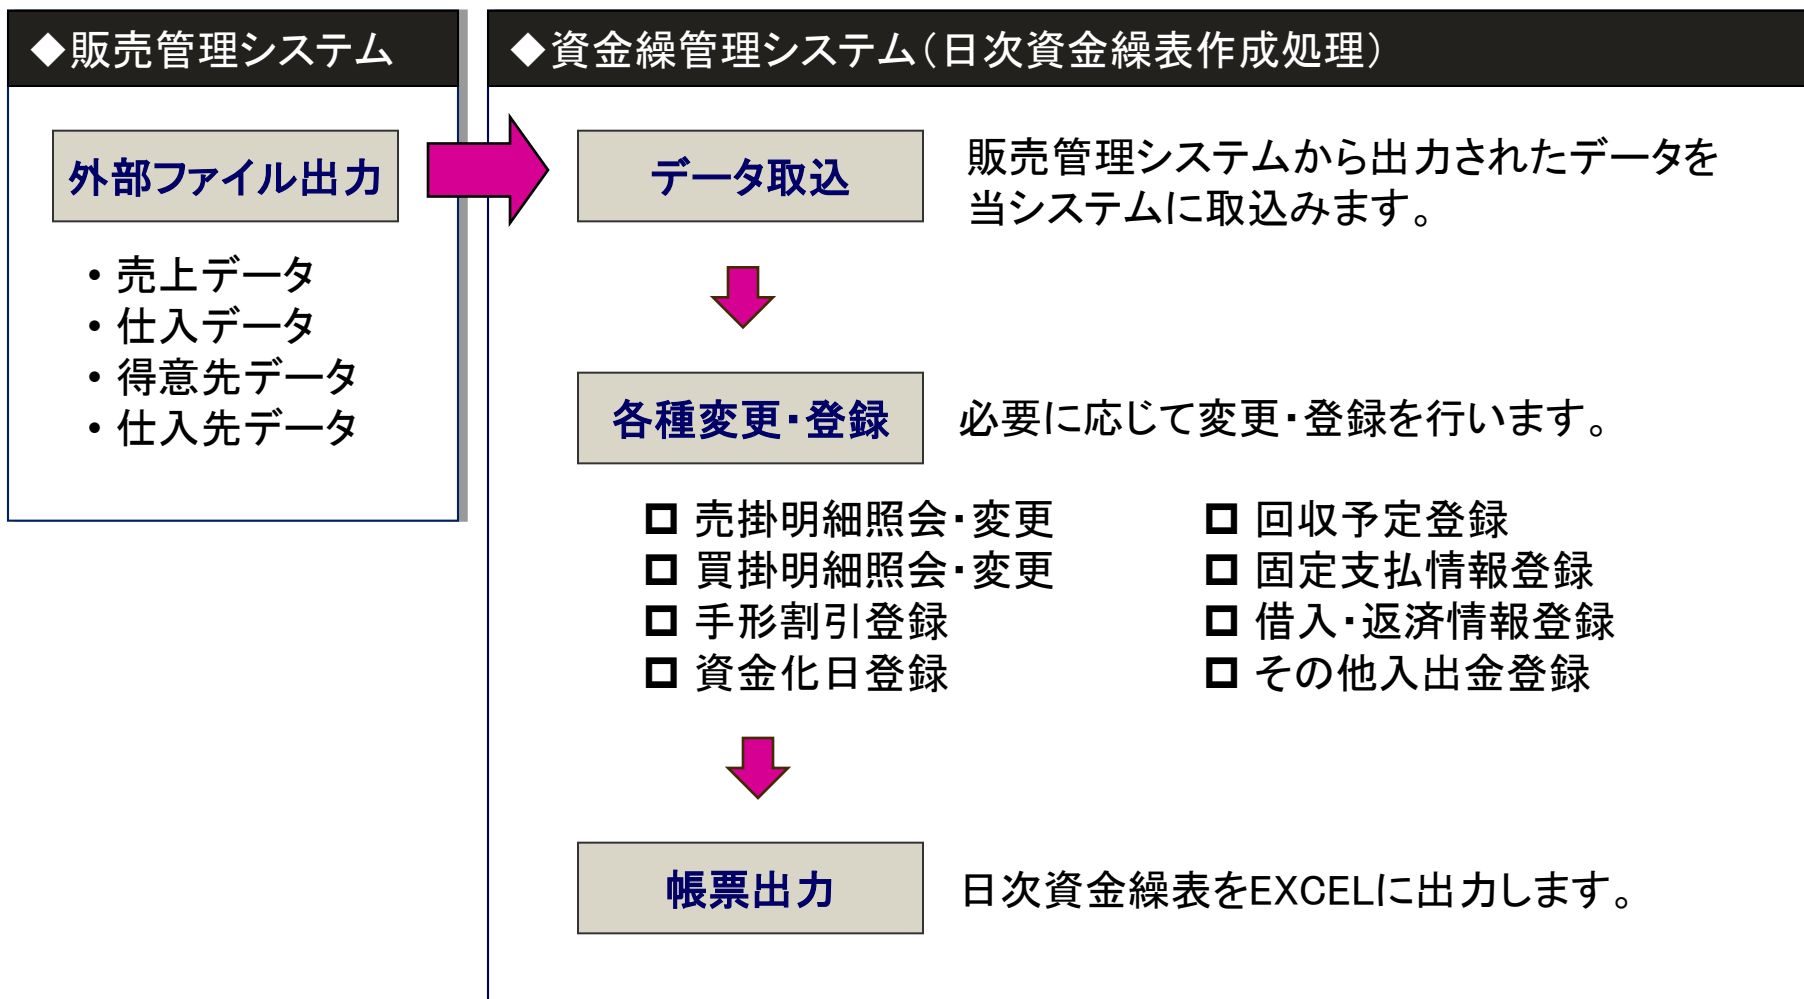 ◆販売管理システム
外部ファイル出力
・売上データ
・仕入データ
・得意先データ
・仕入先データ
◆資金繰管理システム（日次資金繰表作成処理）
データ取込
販売管理システムから出力されたデータを
当システムに取込みます。
各種変更・登録
必要に応じて変更・登録を行います。
売掛明細照会・変更
買掛明細照会・変更
手形割引登録
資金化日登録
回収予定登録
固定支払情報登録
借入・返済情報登録
その他入出金登録
帳票出力
日次資金繰表をEXCELに出力します。